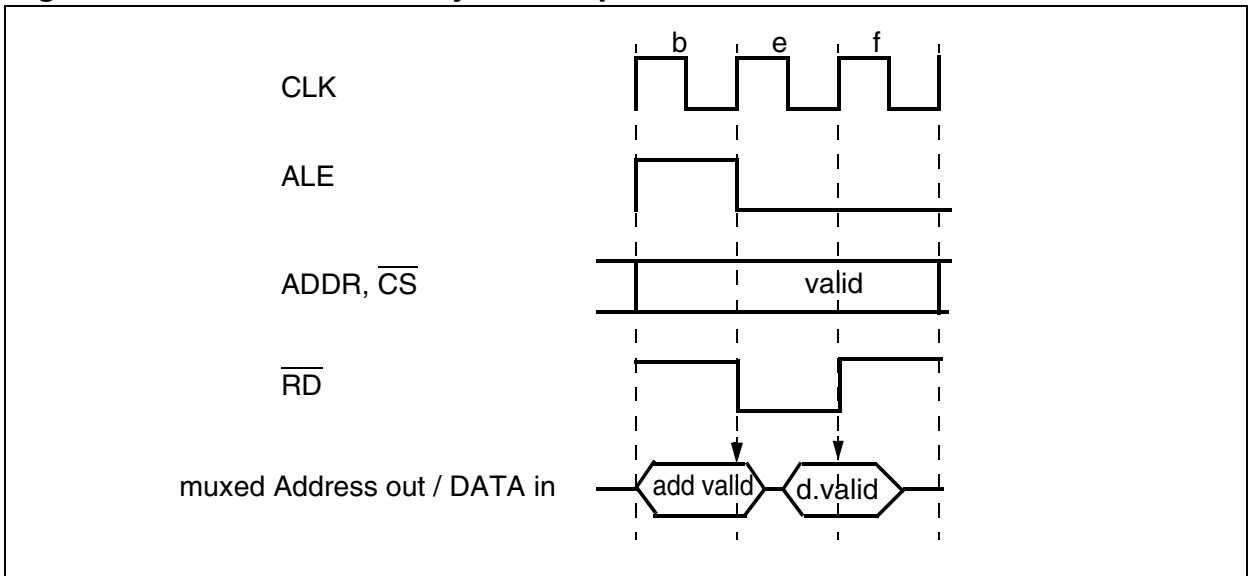 b e f
CLK
ALE
ADDR, CS
valid
RD
muxed Address out / DATA in
add valid
d.valid